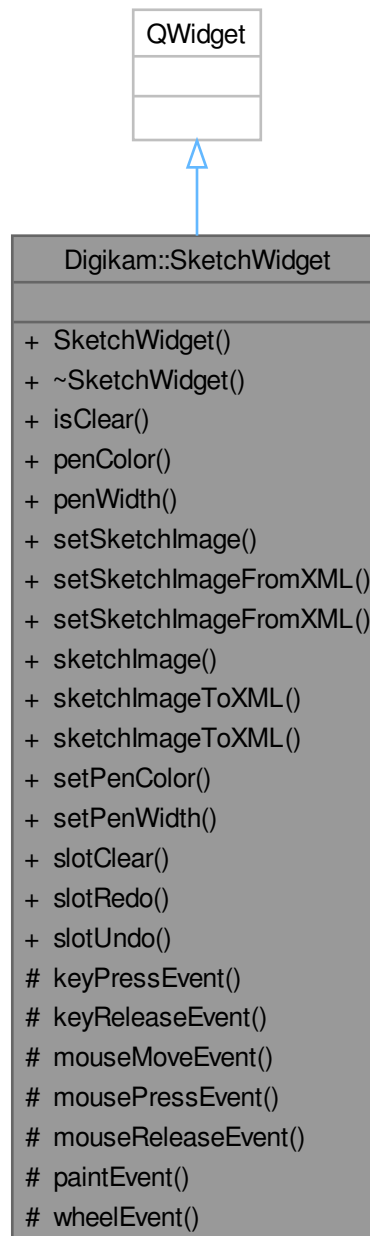 QWidget
Digikam::SketchWidget
+ SketchWidget()
+ ~SketchWidget()
+ isClear()
+ penColor()
+ penWidth()
+ setSketchImage()
+ setSketchImageFromXML()
+ setSketchImageFromXML()
+ sketchImage()
+ sketchImageToXML()
+ sketchImageToXML()
+ setPenColor()
+ setPenWidth()
+ slotClear()
+ slotRedo()
+ slotUndo()
# keyPressEvent()
# keyReleaseEvent()
# mouseMoveEvent()
# mousePressEvent()
# mouseReleaseEvent()
# paintEvent()
# wheelEvent()